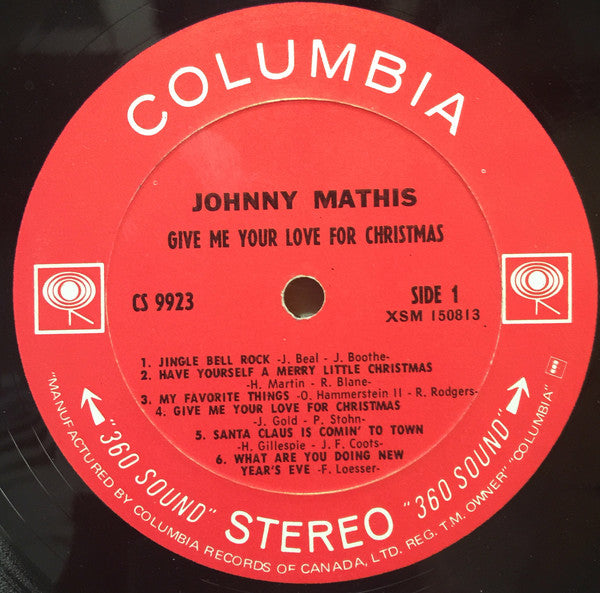 COLUMBIA
JOHNNY MATHIS
GIVE ME YOUR LOVE FOR CHRISTMAS
CS 9923
SIDE 1
XSM 150813
1. JINGLE BELL ROCK -J. Beal - J. Boothe-
2. HAVE YOURSELF A MERRY LITTLE CHRISTMAS
-H. Martin - R. Blane-
3. MY FAVORITE THINGS -O. Hammerstein II - R. Rodgers-
4. GIVE ME YOUR LOVE FOR CHRISTMAS
-J. Gold - P. Stohn-
5. SANTA CLAUS IS COMIN' TO TOWN
-H. Gillespie - J. F. Coots-
6. WHAT ARE YOU DOING NEW
YEAR'S EVE -F. Loesser-
"360 SOUND" STEREO "360 SOUND"
"MANUFACTURED BY COLUMBIA RECORDS OF CANADA, LTD. REG. T.M. OWNER" "COLUMBIA"